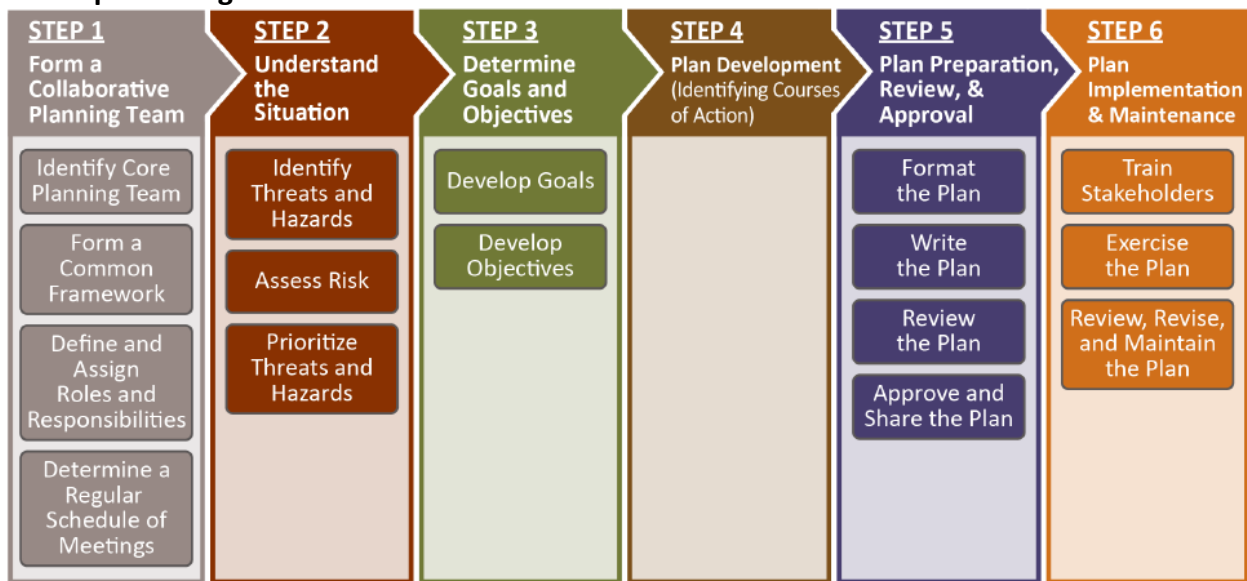 STEP 1
Form a
Collaborative
Planning Team
Identify Core
Planning Team
Form a
Common
Framework
Define and
Assign
Roles and
Responsibilities
Determine a
Regular
Schedule of
Meetings
STEP 2
Understand
the
Situation
Identify
Threats and
Hazards
Assess Risk
Prioritize
Threats and
Hazards
STEP 3
Determine
Goals and
Objectives
Develop Goals
Develop
Objectives
STEP 4
Plan Development
(Identifying Courses
of Action)
STEP 5
Plan Preparation,
Review, &
Approval
Format
the Plan
Write
the Plan
Review
the Plan
Approve and
Share the Plan
STEP 6
Plan
Implementation
& Maintenance
Train
Stakeholders
Exercise
the Plan
Review, Revise,
and Maintain
the Plan